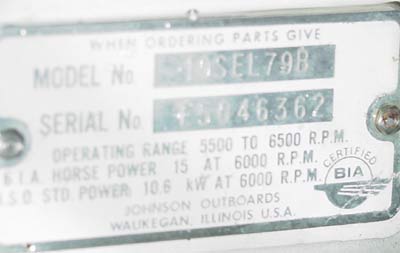 WHEN ORDERING PARTS GIVE
MODEL No.
SERIAL No.
OPERATING RANGE 5500 TO 6500 R.P.M.
HORSE POWER 15 AT 6000 R.P.M.
STD. POWER 10.6 kW AT 6000 R.P.M.
JOHNSON OUTBOARDS
WAUKEGAN, ILLINOIS U.S.A.
CERTIFIED
BIA